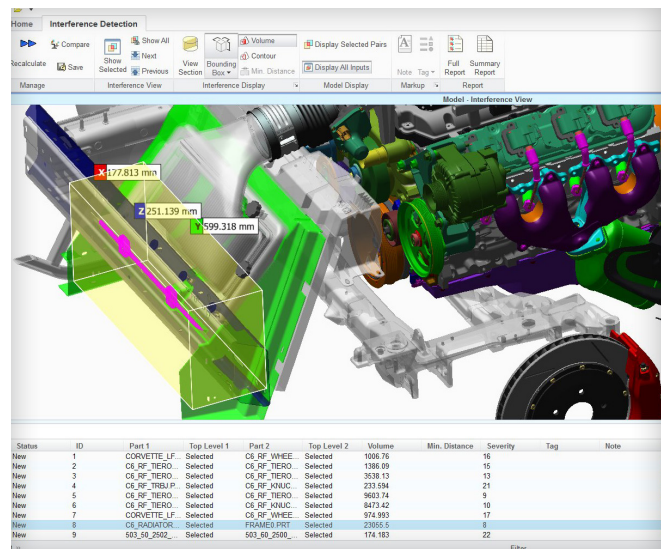 Home Interference Detection
Recalculate Compare Save Show Selected Show All Next Previous View Section Bounding Box Volume Contour Min. Distance Display Selected Pairs Display All Inputs Note Tag Full Report Summary Report
Manage Interference View Interference Display Model Display Markup Report
Model - Interference View
X 177.813 mm
Z 251.139 mm
Y 599.318 mm
Status ID Part 1 Top Level 1 Part 2 Top Level 2 Volume Min. Distance Severity Tag Note
New 1 CORVETTE_LF... Selected C6_RF_WHEE... Selected 1006.76 16
New 2 C6_RF_TIERO... Selected C6_RF_TIERO... Selected 1386.09 15
New 3 C6_RF_TIERO... Selected C6_RF_TIERO... Selected 3538.13 13
New 4 C6_RF_TRBJ.P... Selected C6_RF_KNUC... Selected 233.594 21
New 5 C6_RF_TIERO... Selected C6_RF_TIERO... Selected 9603.74 9
New 6 C6_RF_TIERO... Selected C6_RF_KNUC... Selected 8473.42 10
New 7 CORVETTE_LF... Selected C6_RF_WHEE... Selected 974.993 17
New 8 C6_RADIATOR... Selected FRAME0.PRT Selected 23055.5 8
New 9 503_50_2502_... Selected 503_60_2500_... Selected 174.183 22
Filter